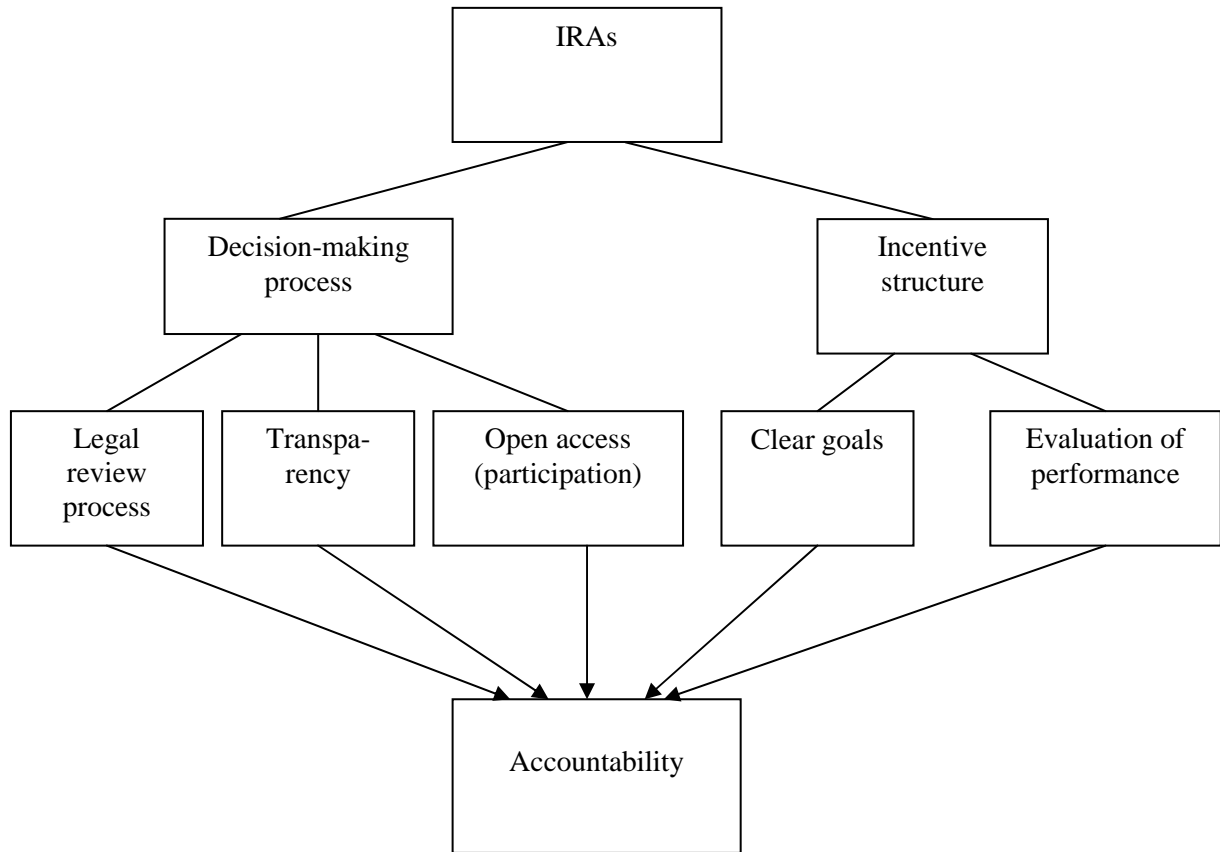 IRAs
Decision-making
process
Incentive
structure
Legal
review
process
Transpa-
rency
Open access
(participation)
Clear goals
Evaluation of
performance
Accountability